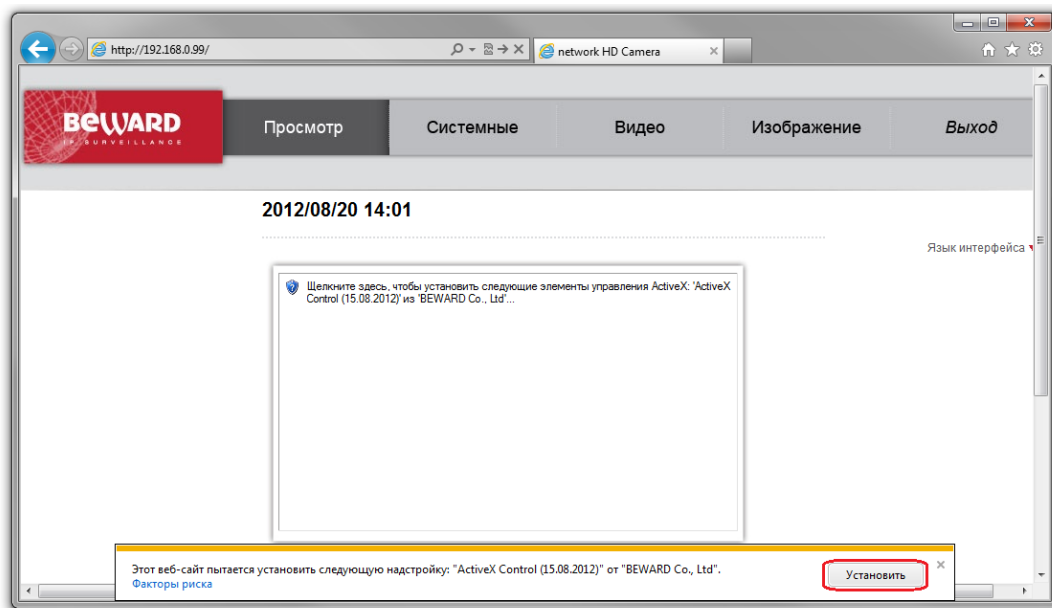 http://192.168.0.99/
network HD Camera
BEWARD
IP SURVEILLANCE
Просмотр
Системные
Видео
Изображение
Выход
2012/08/20 14:01
Язык интерфейса
Щелкните здесь, чтобы установить следующие элементы управления ActiveX: 'ActiveX
Control (15.08.2012)' из 'BEWARD Co., Ltd'...
Этот веб-сайт пытается установить следующую надстройку: "ActiveX Control (15.08.2012)" от "BEWARD Co., Ltd".
Факторы риска
Установить